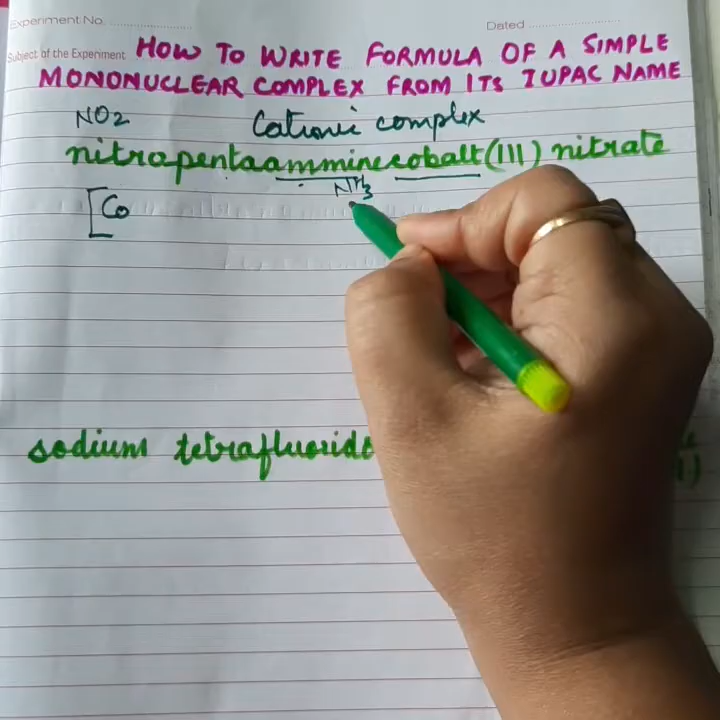 Experiment No. ........................ Dated ..........................
Subject of the Experiment HOW TO WRITE FORMULA OF A SIMPLE
MONONUCLEAR COMPLEX FROM ITS IUPAC NAME
NO2 Cationic complex
nitropentaamminecobalt(III) nitrate
NH3
[Co
sodium tetrafluorido